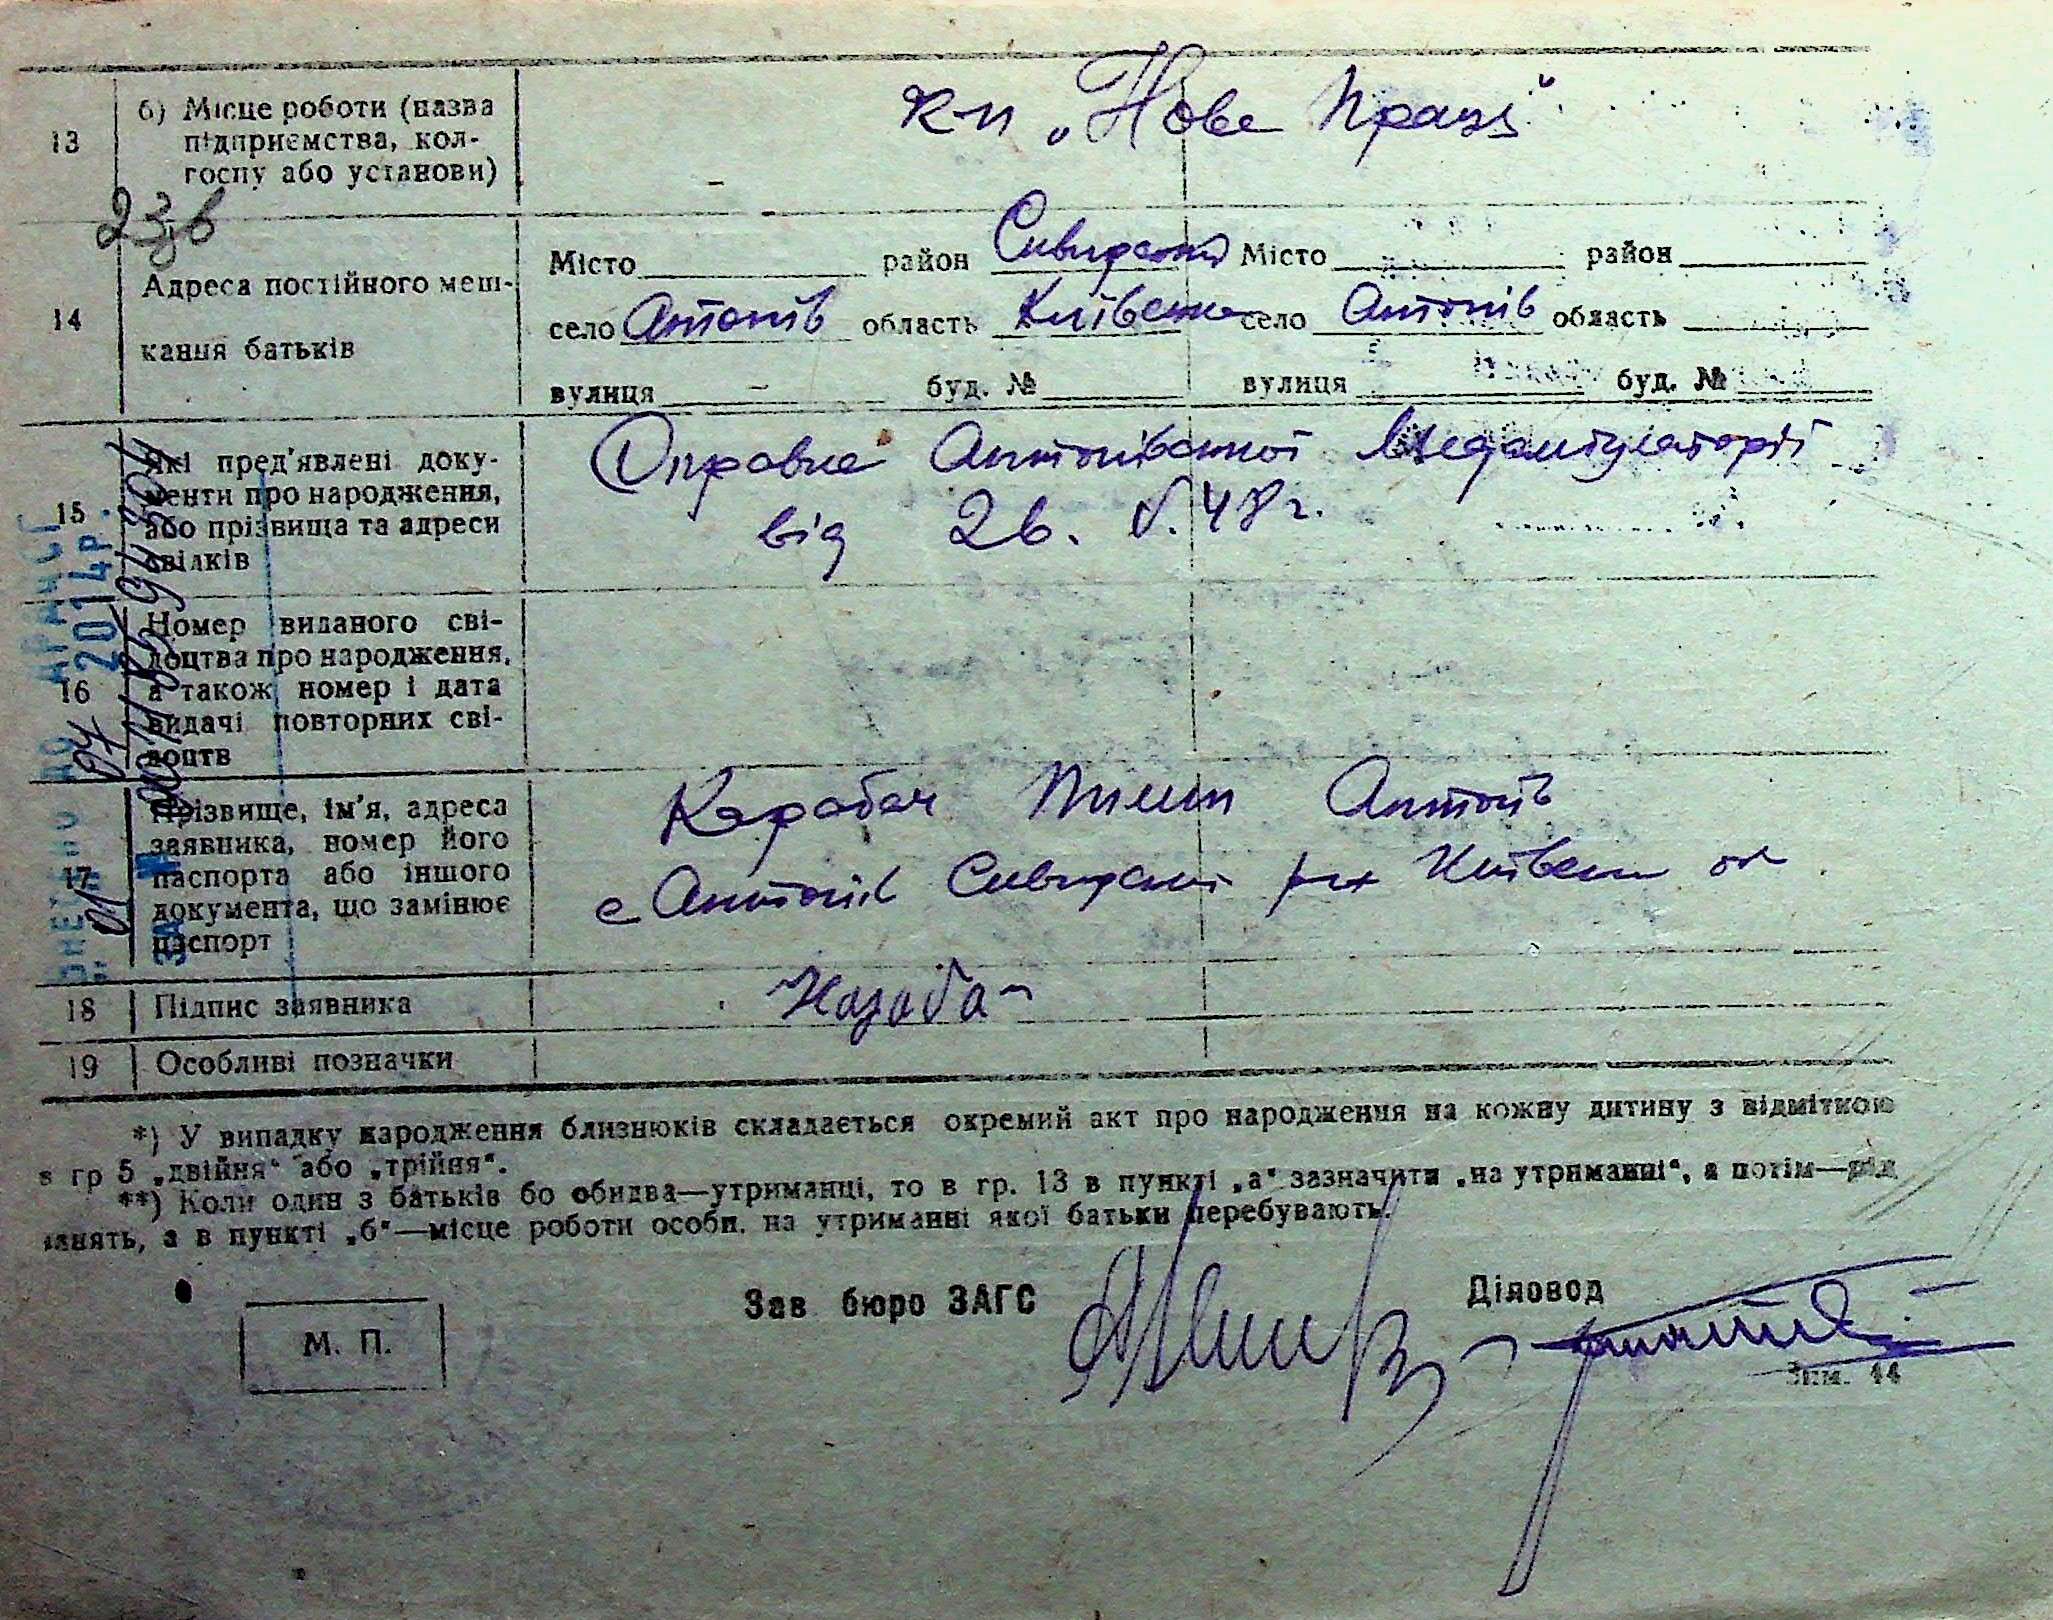 13
б) Місце роботи (назва
підприємства, кол-
госпу або установи)
к-п „Нова Праця"
23ів
14
Адреса постійного меш-
кання батьків
Місто район Сквирський Місто район
село Антонів область Київська село Антонів область
вулиця – буд. № вулиця буд. №
15
Які пред'явлені доку-
менти про народження,
або прізвища та адреси
свідків
Справка Антонівської Медамбулаторії
від 26. V. 48 г.
16
Номер виданого сві-
доцтва про народження,
а також номер і дата
видачі повторних сві-
доцтв
2014 р.
17
Прізвище, ім'я, адреса
заявника, номер його
паспорта або іншого
документа, що замінює
паспорт
Карабач Антон
с Антонів Сквирськ р-н Київськ обл
18 Підпис заявника
19 Особливі позначки
*) У випадку народження близнюків складається окремий акт про народження на кожну дитину з відміткою
в гр 5 „двійня" або „трійня".
**) Коли один з батьків бо обидва—утриманці, то в гр. 13 в пункті „а" зазначити „на утриманні", а потім—рід
занять, а в пункті „б"—місце роботи особи, на утриманні якої батьки перебувають.
Зав бюро ЗАГС Діловод
М. П.
Зам. 44